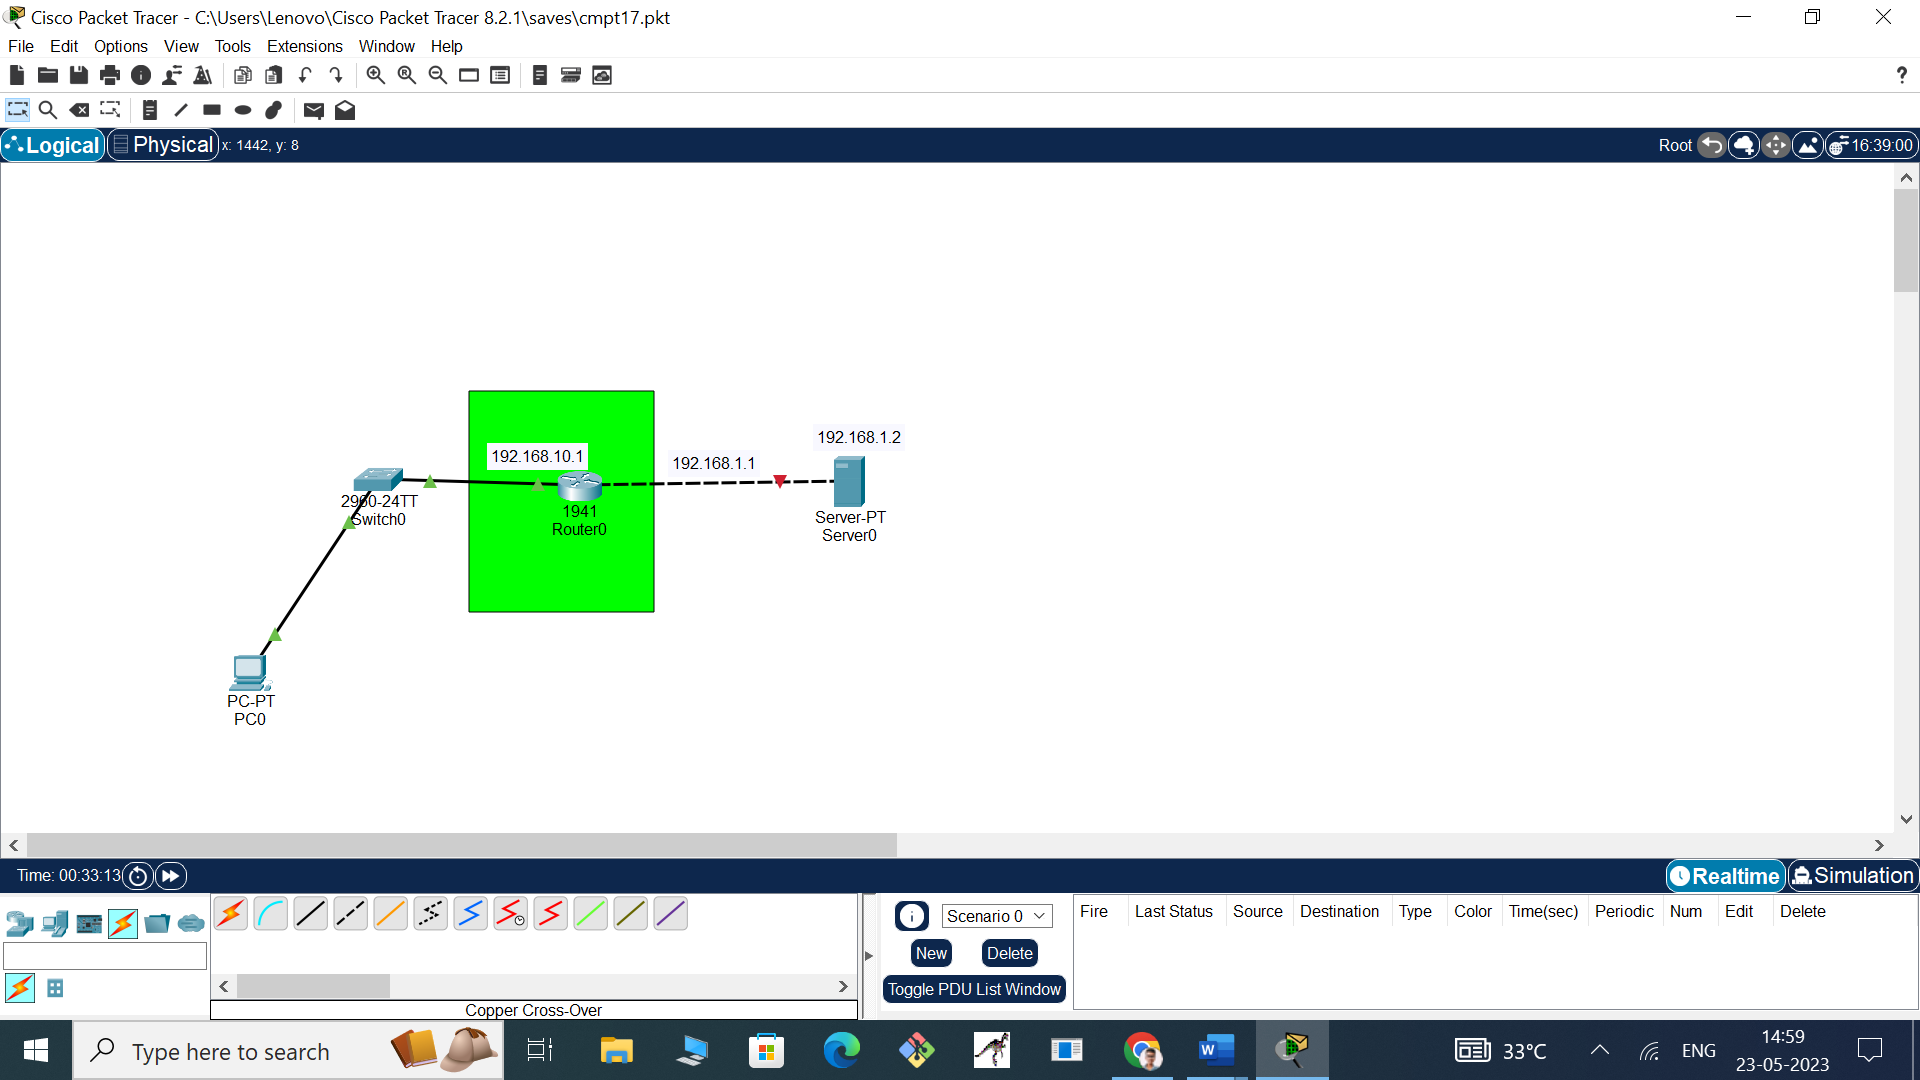 Cisco Packet Tracer - C:\Users\Lenovo\Cisco Packet Tracer 8.2.1\saves\cmpt17.pkt
File Edit Options View Tools Extensions Window Help
?
Logical Physical x: 1442, y: 8 Root 16:39:00
192.168.1.2
192.168.10.1 192.168.1.1
2960-24TT
Switch0
1941
Router0
Server-PT
Server0
PC-PT
PC0
Time: 00:33:13 Realtime Simulation
Scenario 0
New Delete
Toggle PDU List Window
Fire Last Status Source Destination Type Color Time(sec) Periodic Num Edit Delete
Copper Cross-Over
Type here to search
33°C ENG
14:59
23-05-2023